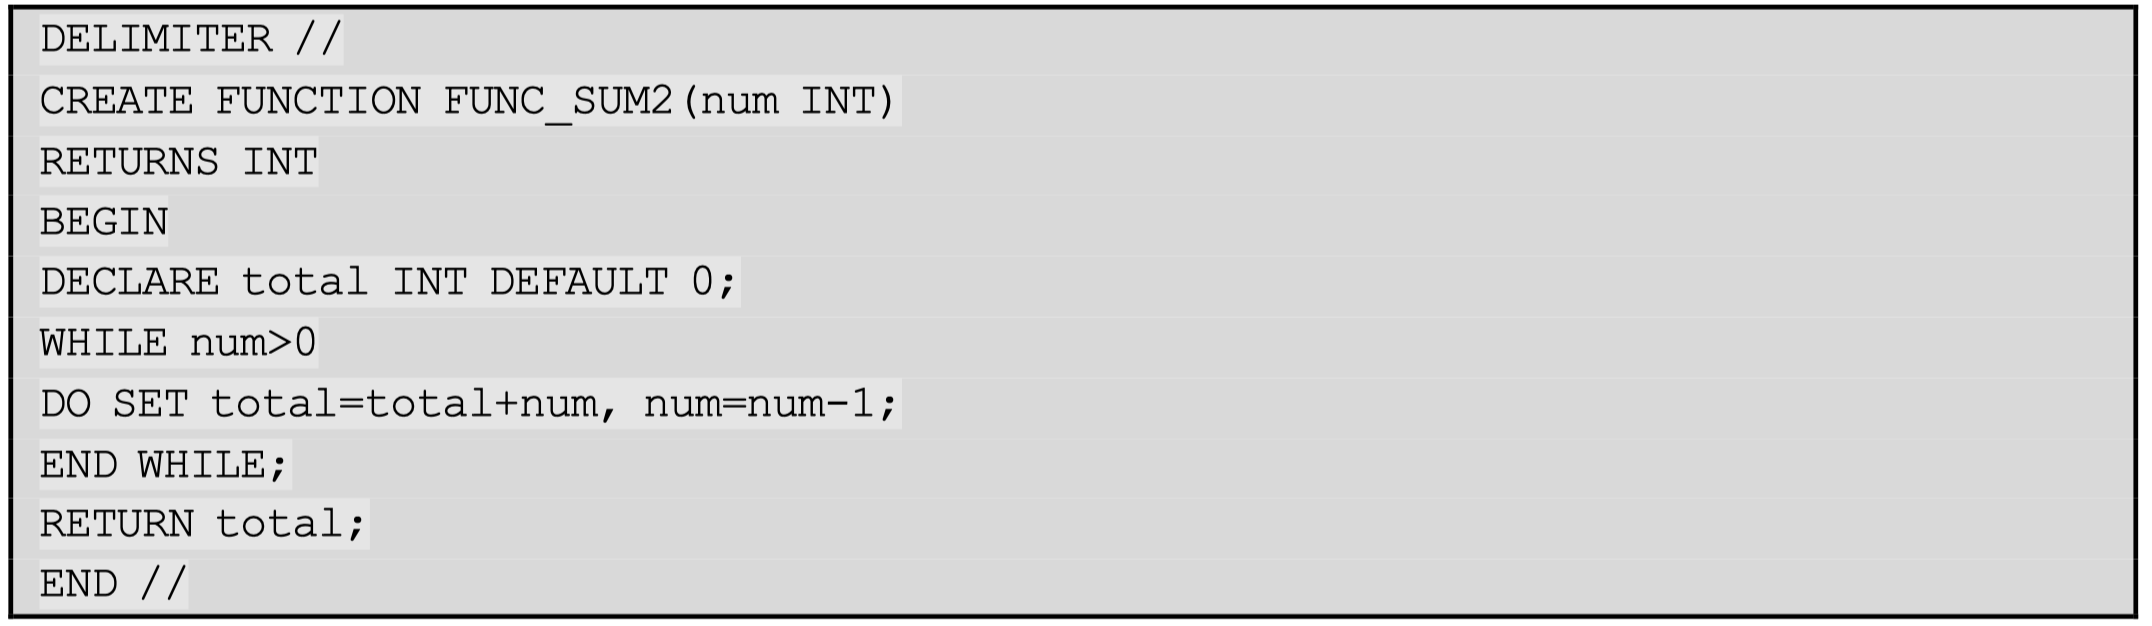 DELIMITER //
CREATE FUNCTION FUNC_SUM2(num INT)
RETURNS INT
BEGIN
DECLARE total INT DEFAULT 0;
WHILE num>0
DO SET total=total+num, num=num-1;
END WHILE;
RETURN total;
END //